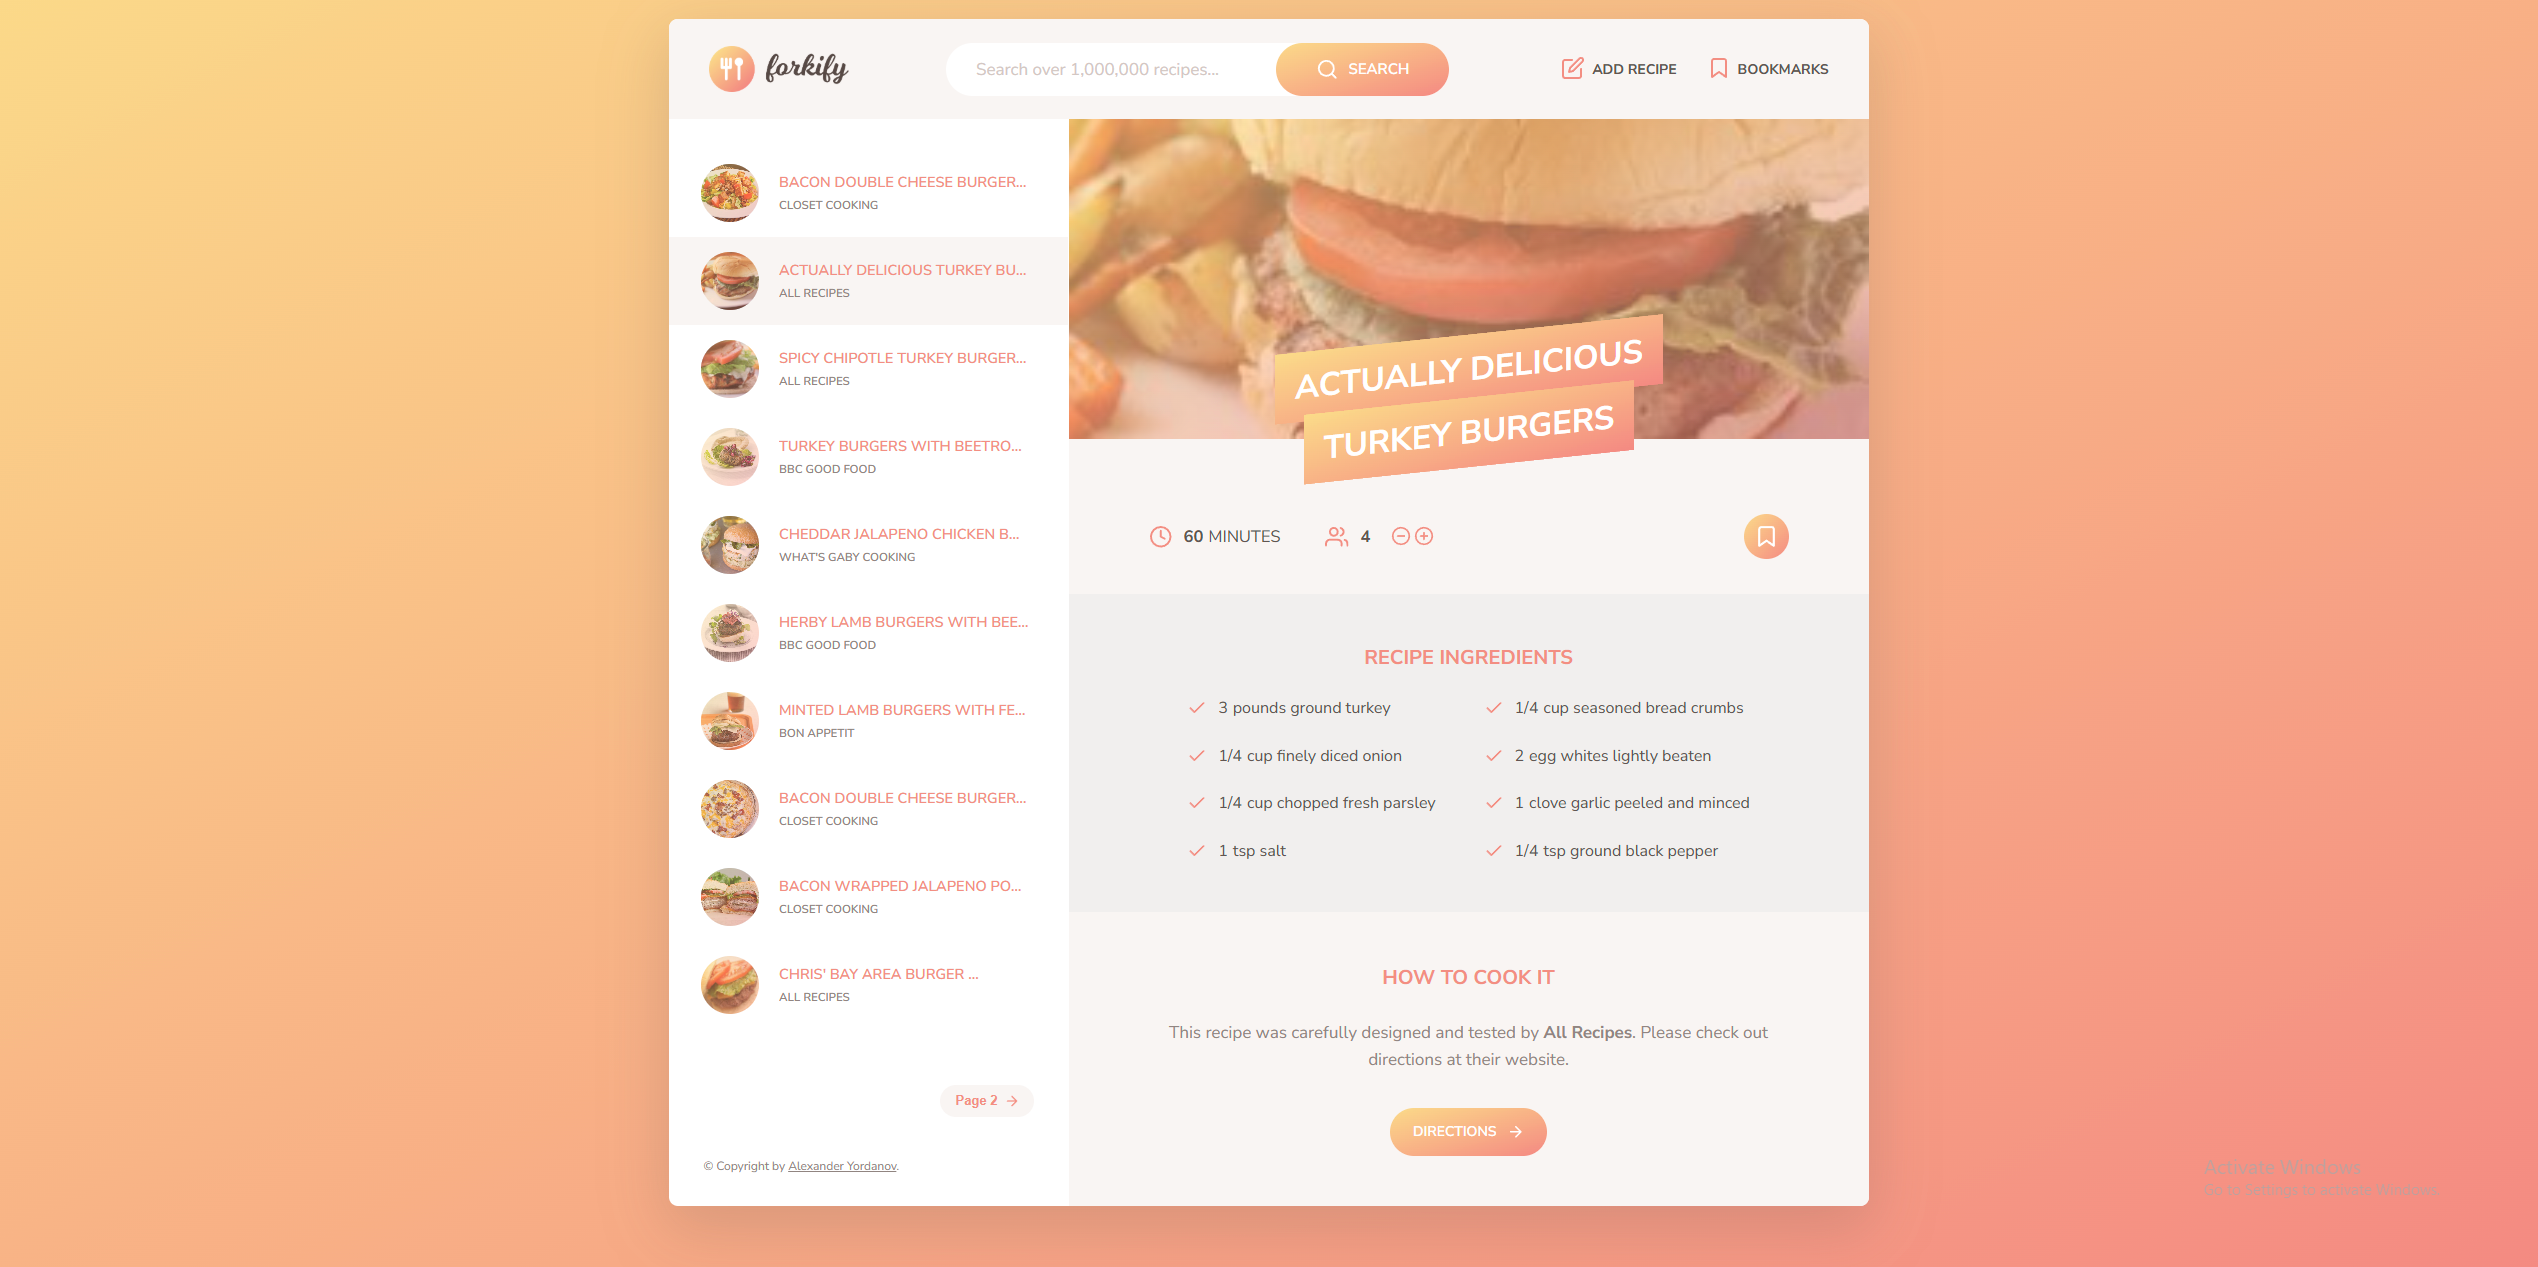 forkify
Search over 1,000,000 recipes...
SEARCH
ADD RECIPE
BOOKMARKS
BACON DOUBLE CHEESE BURGER...
CLOSET COOKING
ACTUALLY DELICIOUS TURKEY BU...
ALL RECIPES
SPICY CHIPOTLE TURKEY BURGER...
ALL RECIPES
TURKEY BURGERS WITH BEETRO...
BBC GOOD FOOD
CHEDDAR JALAPENO CHICKEN B...
WHAT'S GABY COOKING
HERBY LAMB BURGERS WITH BEE...
BBC GOOD FOOD
MINTED LAMB BURGERS WITH FE...
BON APPETIT
BACON DOUBLE CHEESE BURGER...
CLOSET COOKING
BACON WRAPPED JALAPENO PO...
CLOSET COOKING
CHRIS' BAY AREA BURGER ...
ALL RECIPES
Page 2
© Copyright by Alexander Yordanov.
ACTUALLY DELICIOUS
TURKEY BURGERS
60 MINUTES
4
RECIPE INGREDIENTS
3 pounds ground turkey
1/4 cup seasoned bread crumbs
1/4 cup finely diced onion
2 egg whites lightly beaten
1/4 cup chopped fresh parsley
1 clove garlic peeled and minced
1 tsp salt
1/4 tsp ground black pepper
HOW TO COOK IT
This recipe was carefully designed and tested by All Recipes. Please check out
directions at their website.
DIRECTIONS
Activate Windows
Go to Settings to activate Windows.